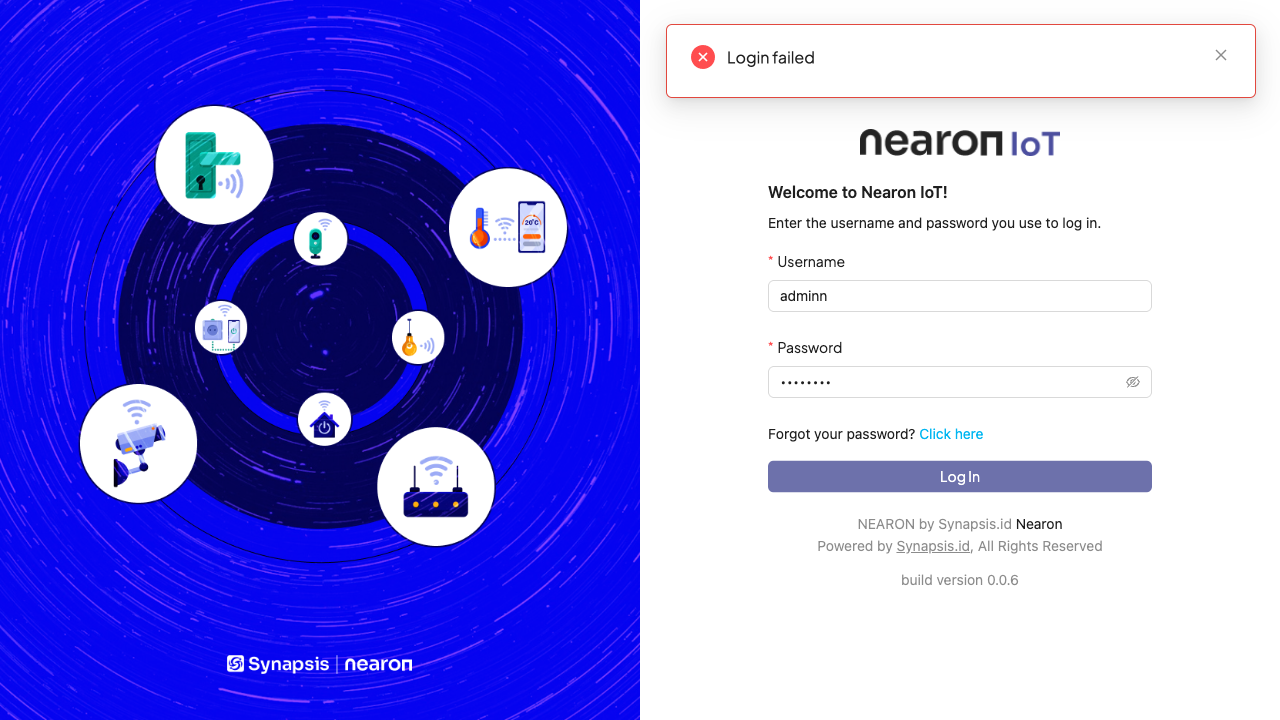 Login failed
nearon IoT
Welcome to Nearon IoT!
Enter the username and password you use to log in.
* Username
adminn
* Password
••••••••
Forgot your password? Click here
Log In
NEARON by Synapsis.id Nearon
Powered by Synapsis.id, All Rights Reserved
build version 0.0.6
20°C
Synapsis | nearon